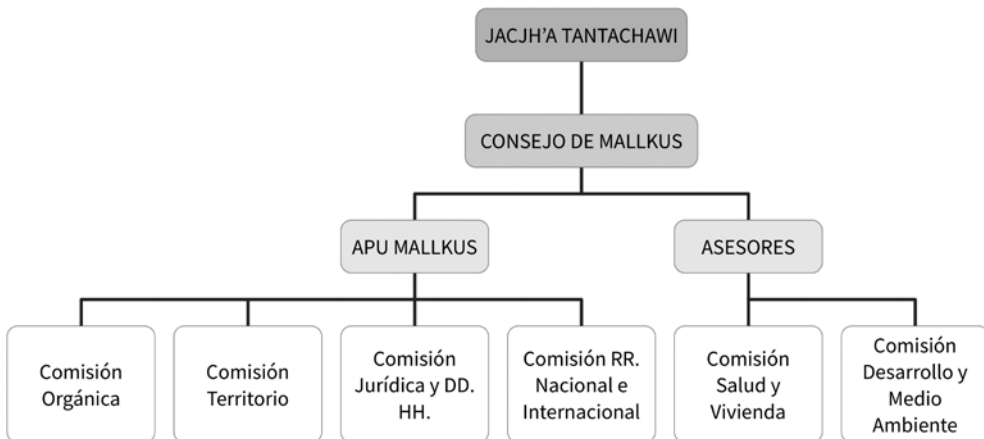 JACJH’A TANTACHAWI
CONSEJO DE MALLKUS
APU MALLKUS
ASESORES
Comisión
Orgánica
Comisión
Territorio
Comisión
Jurídica y DD.
HH.
Comisión RR.
Nacional e
Internacional
Comisión
Salud y
Vivienda
Comisión
Desarrollo y
Medio
Ambiente